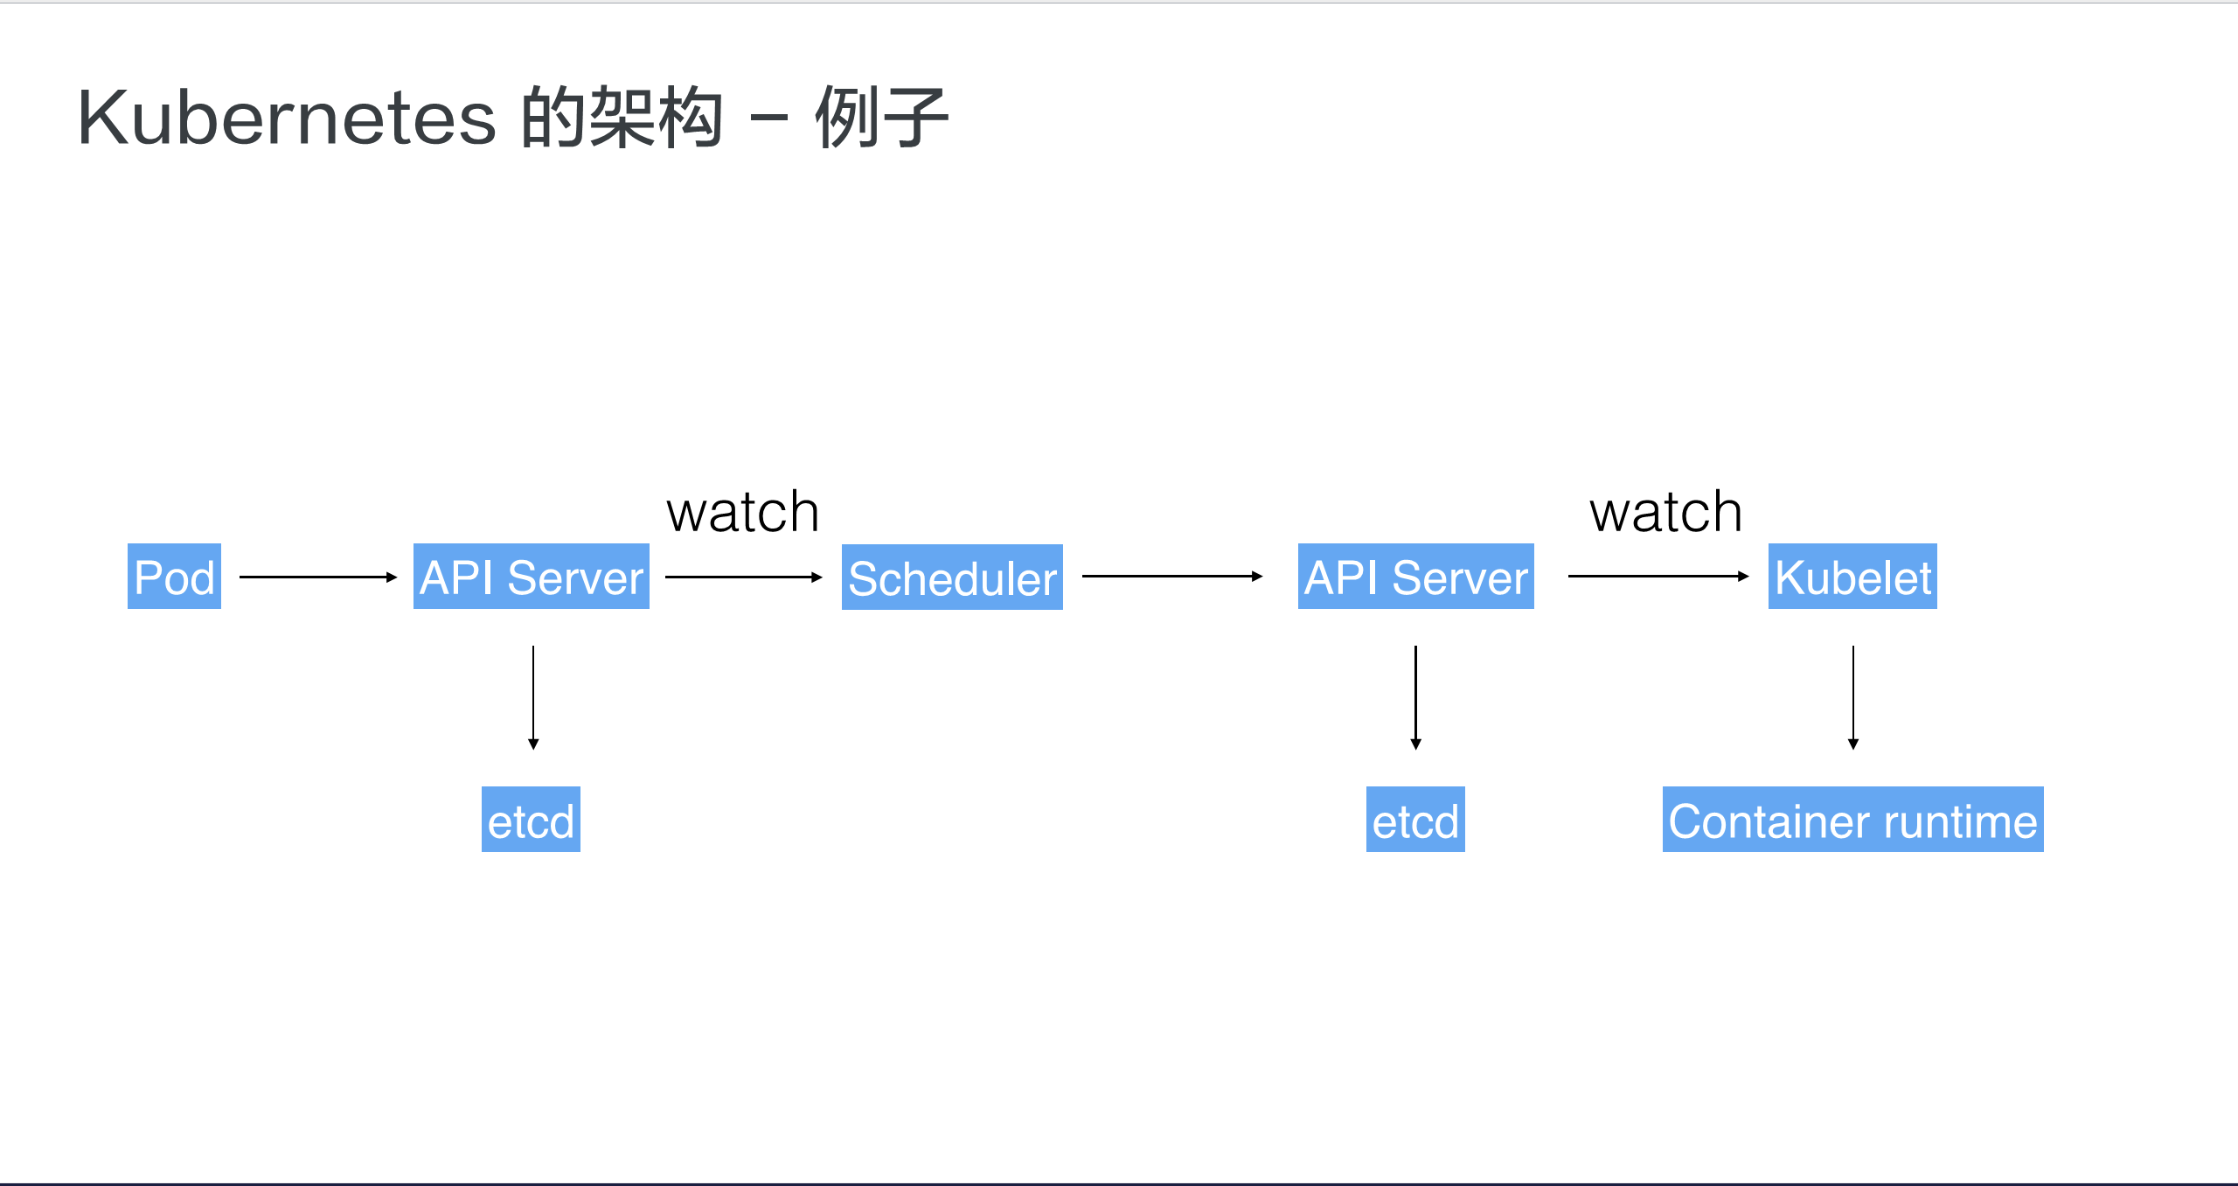 Kubernetes 的架构 – 例子
watch
watch
Pod
API Server
Scheduler
API Server
Kubelet
etcd
etcd
Container runtime